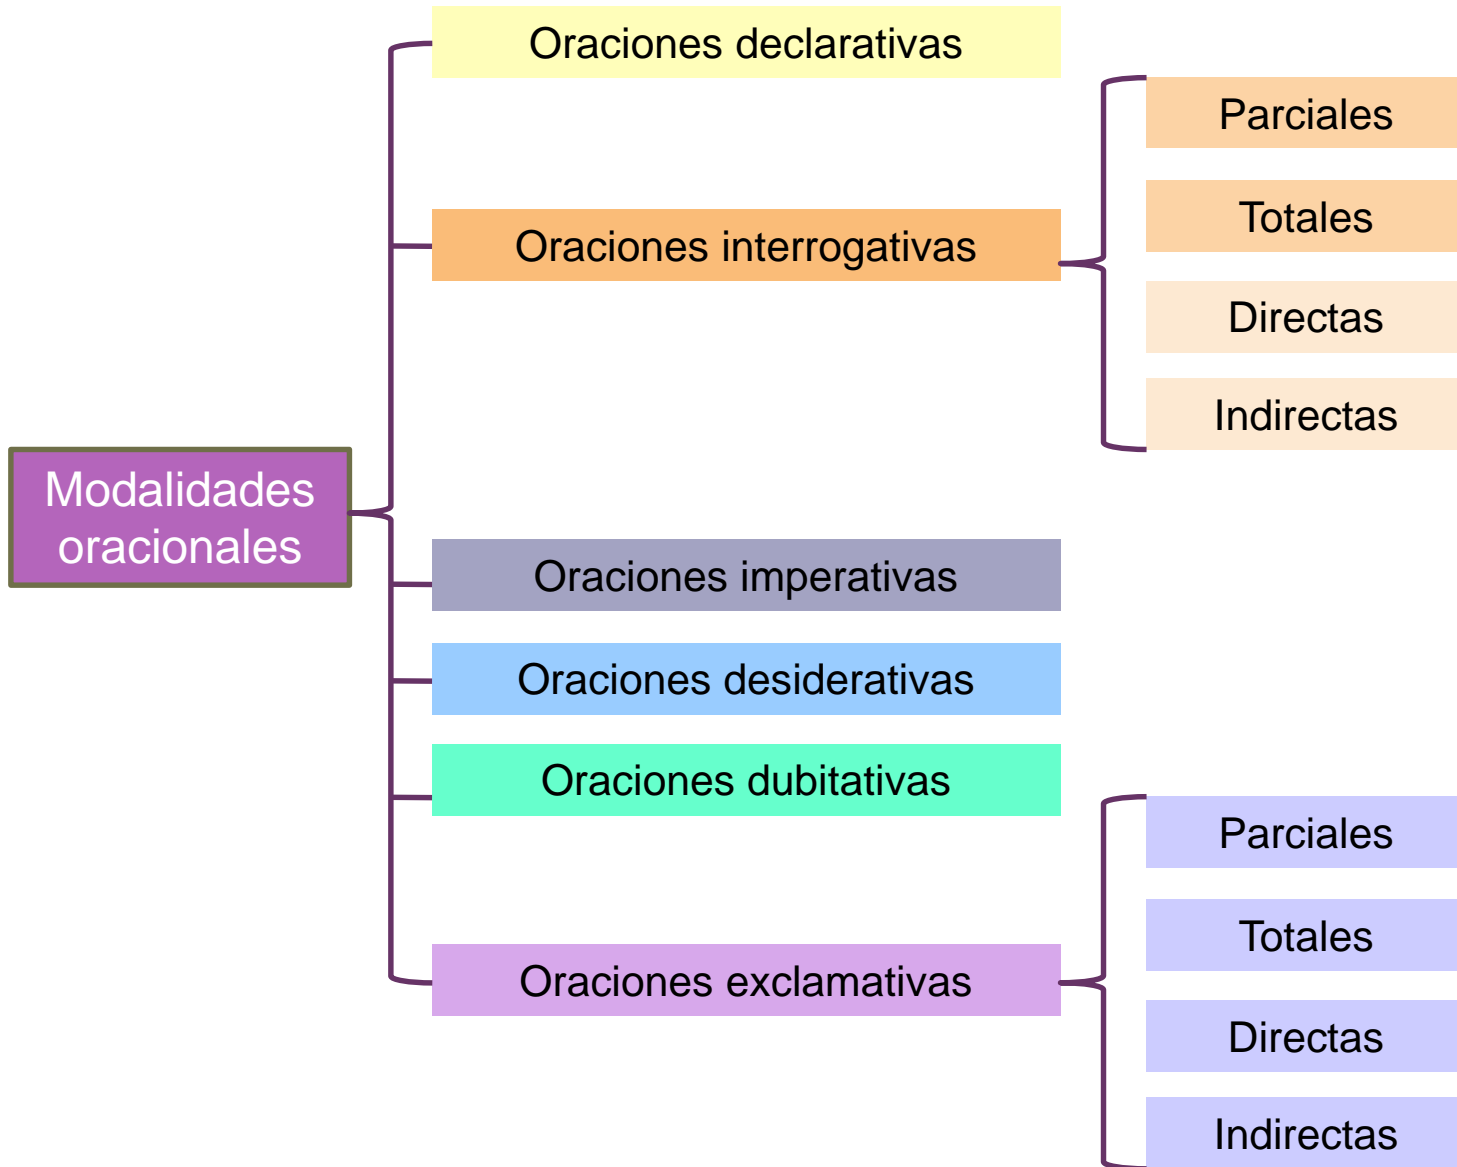 Modalidades
oracionales
Oraciones declarativas
Oraciones interrogativas
Parciales
Totales
Directas
Indirectas
Oraciones imperativas
Oraciones desiderativas
Oraciones dubitativas
Oraciones exclamativas
Parciales
Totales
Directas
Indirectas